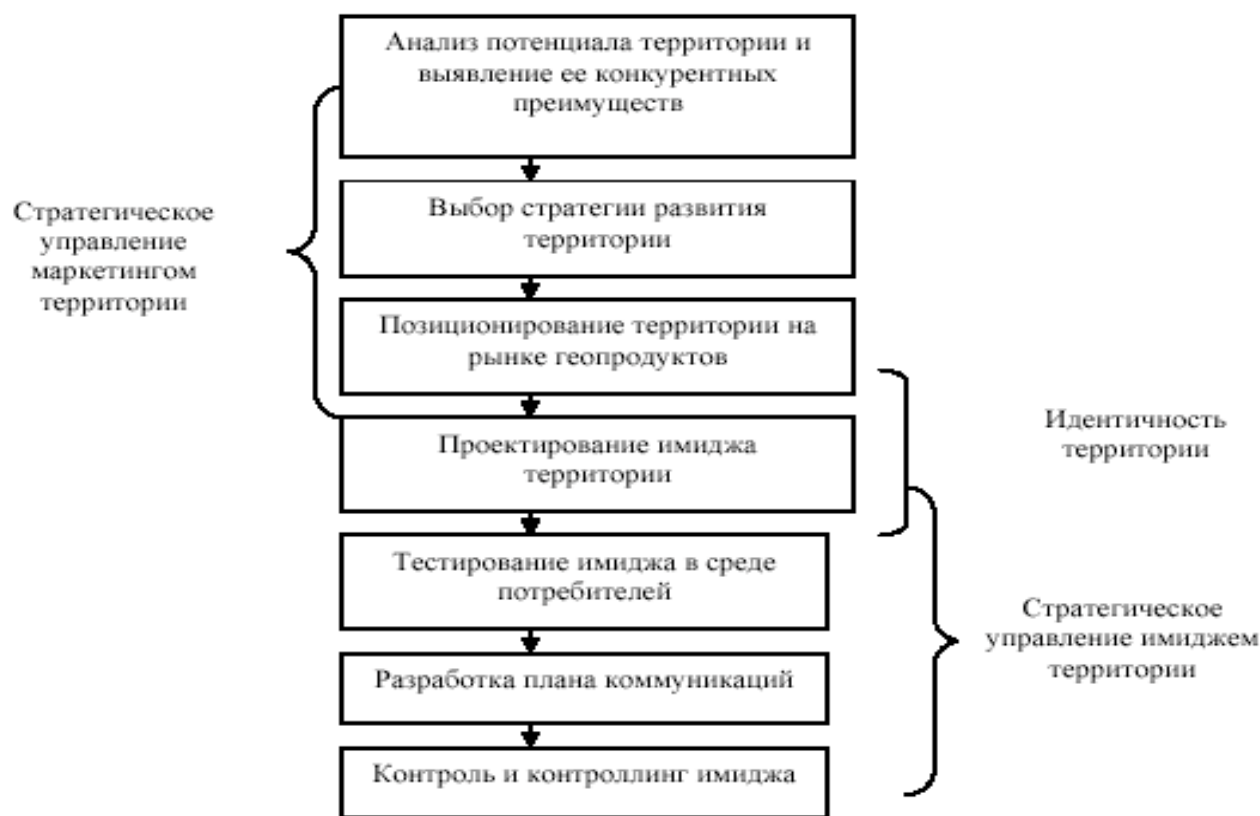 Анализ потенциала территории и
выявление ее конкурентных
преимуществ
Выбор стратегии развития
территории
Стратегическое
управление
маркетингом
территории
Позиционирование территории на
рынке геопродуктов
Проектирование имиджа
территории
Идентичность
территории
Тестирование имиджа в среде
потребителей
Стратегическое
управление имиджем
территории
Разработка плана коммуникаций
Контроль и контроллинг имиджа